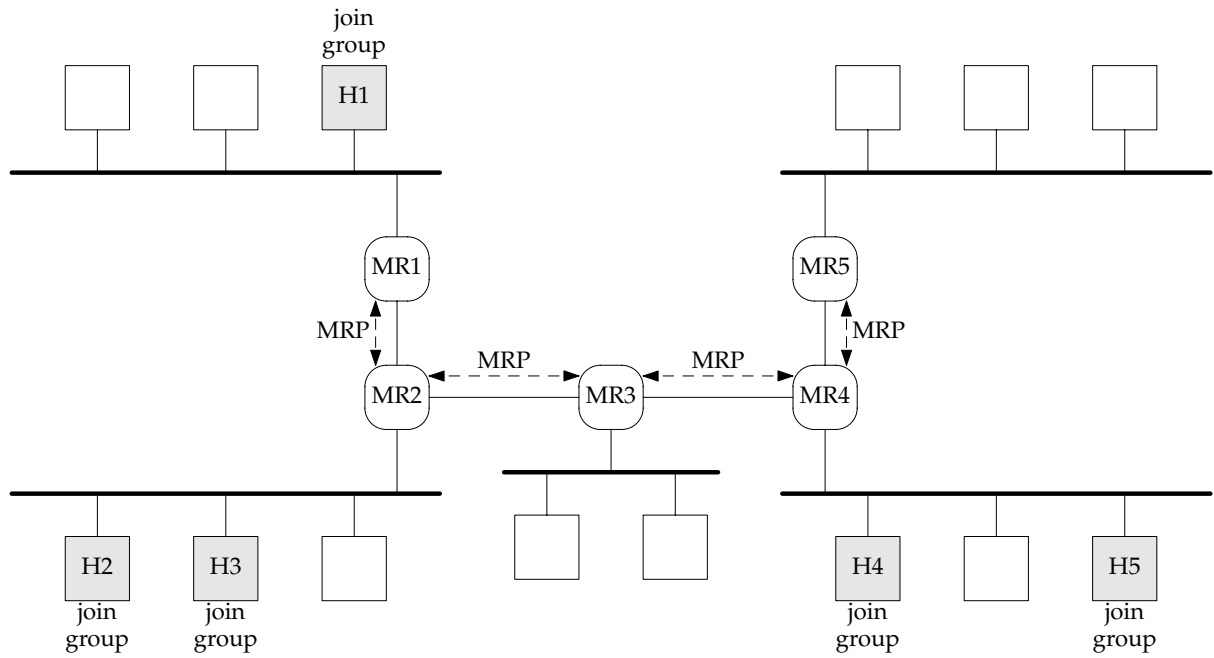 join
group
H1
MR1
MR5
MRP
MRP
MRP
MRP
MR2
MR3
MR4
H2
H3
H4
H5
join
group
join
group
join
group
join
group